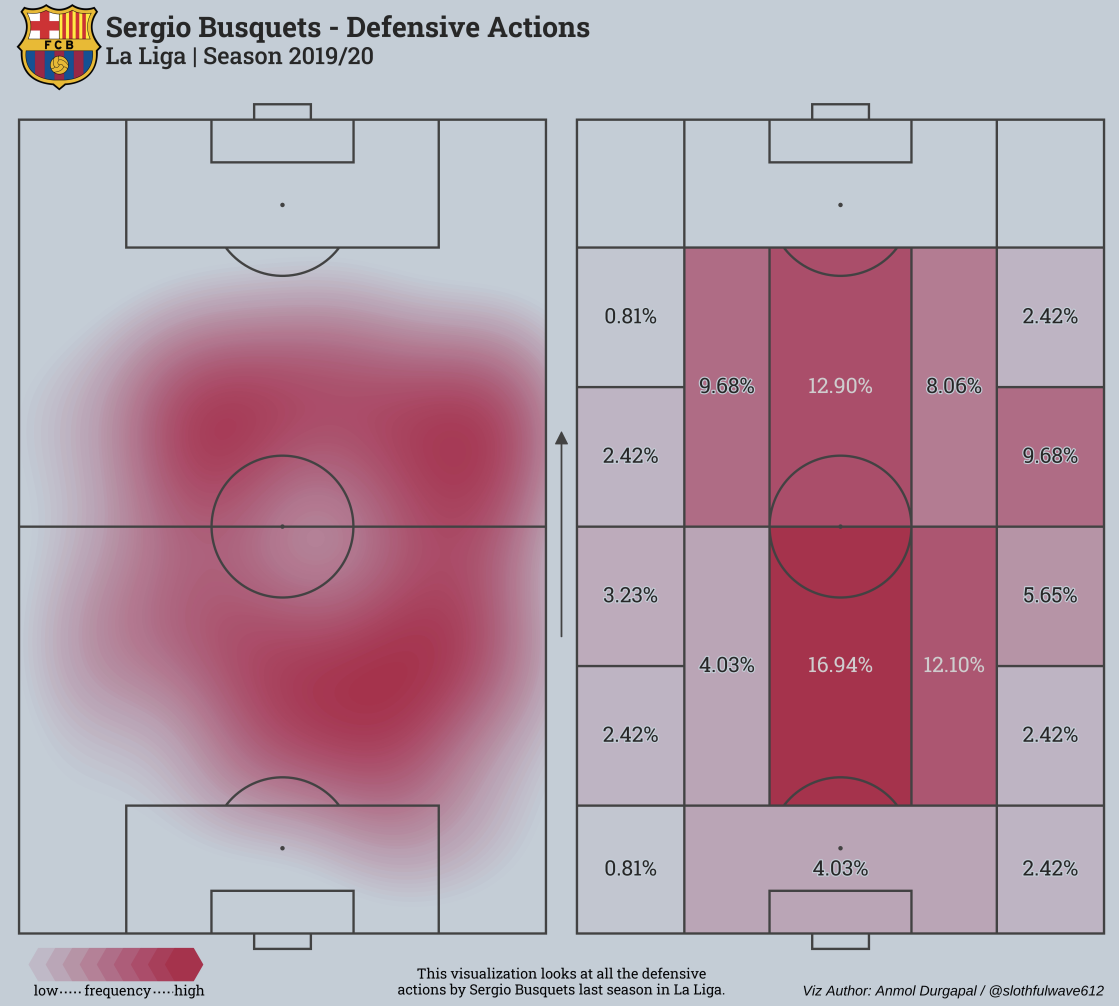 Sergio Busquets - Defensive Actions
La Liga | Season 2019/20
FCB
0.81%
2.42%
9.68%
12.90%
8.06%
2.42%
9.68%
3.23%
5.65%
4.03%
16.94%
12.10%
2.42%
2.42%
0.81%
4.03%
2.42%
low·····frequency·····high
This visualization looks at all the defensive
actions by Sergio Busquets last season in La Liga.
Viz Author: Anmol Durgapal / @slothfulwave612